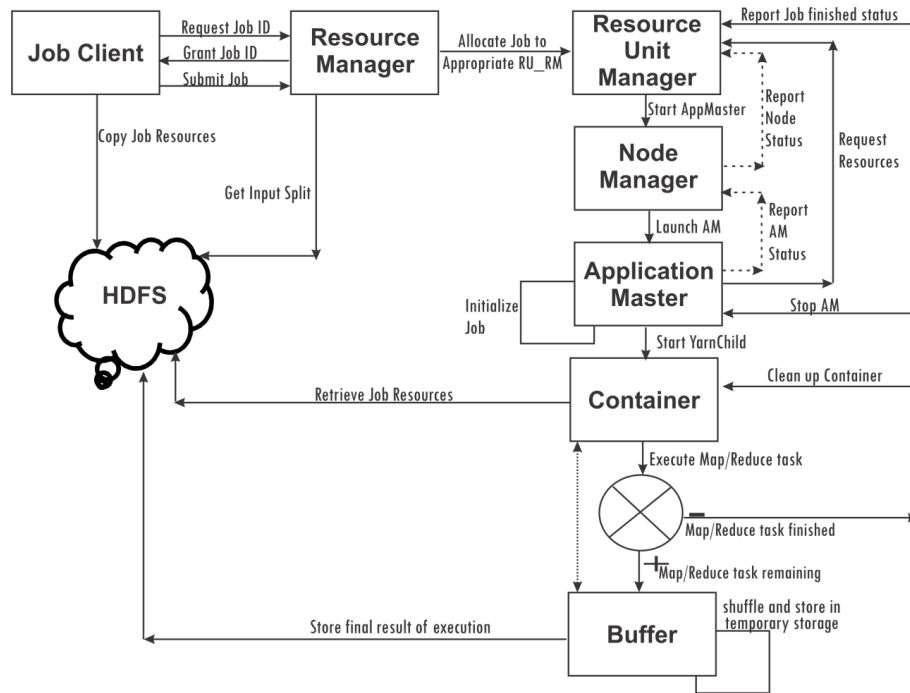 Job Client
Request Job ID
Grant Job ID
Submit Job
Resource
Manager
Allocate Job to
Appropriate RU_RM
Resource
Unit
Manager
Report Job finished status
Start AppMaster
Report
Node
Status
Request
Resources
Copy Job Resources
Node
Manager
Get Input Split
Launch AM
Report
AM
Status
HDFS
Application
Master
Initialize
Job
Stop AM
Start YarnChild
Retrieve Job Resources
Container
Clean up Container
Execute Map/Reduce task
Map/Reduce task finished
Map/Reduce task remaining
Store final result of execution
Buffer
shuffle and store in
temporary storage